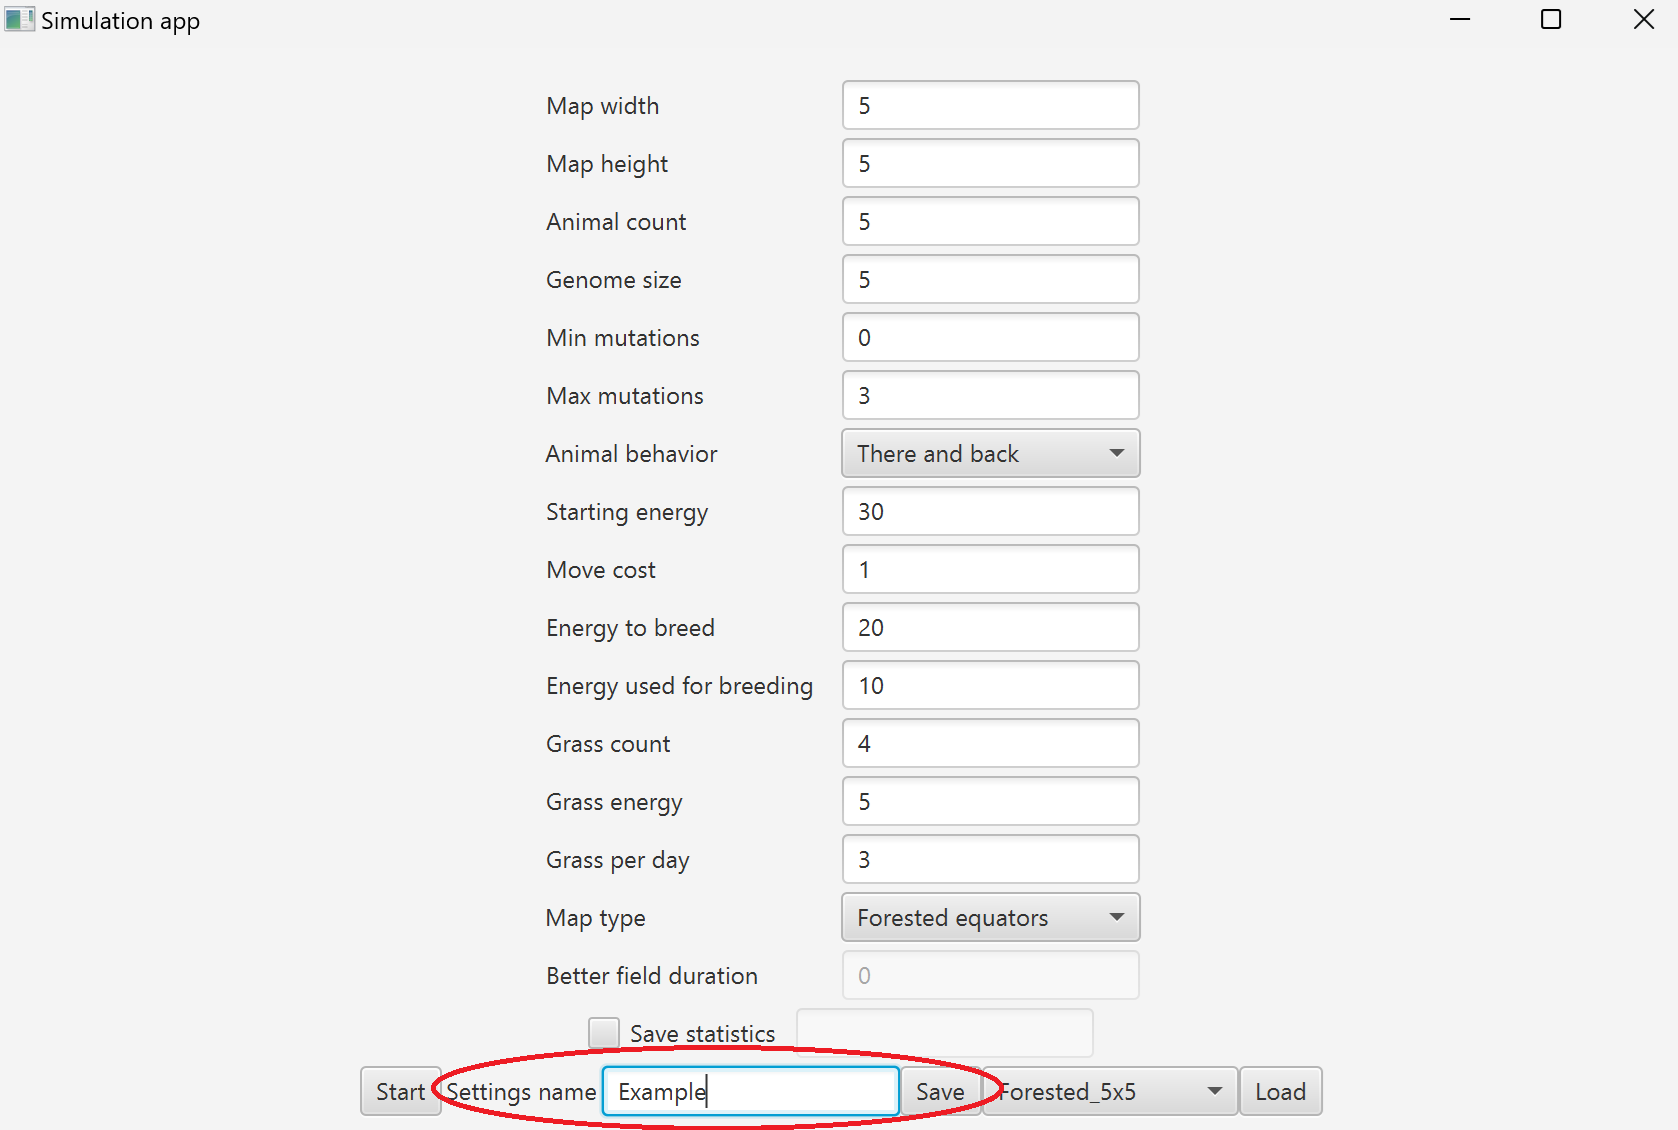 Simulation app
Map width 5
Map height 5
Animal count 5
Genome size 5
Min mutations 0
Max mutations 3
Animal behavior There and back
Starting energy 30
Move cost 1
Energy to breed 20
Energy used for breeding 10
Grass count 4
Grass energy 5
Grass per day 3
Map type Forested equators
Better field duration 0
Save statistics
Start Settings name Example Save Forested_5x5 Load